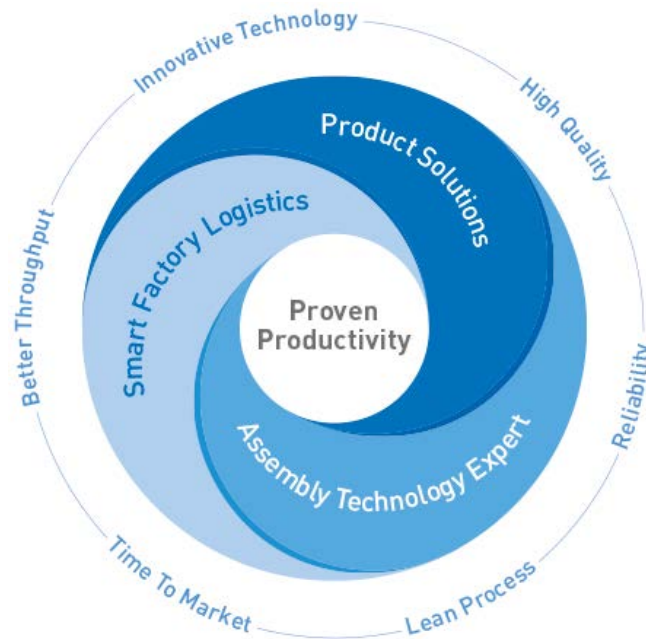 Innovative Technology
High Quality
Product Solutions
Smart Factory Logistics
Better Throughput
Proven
Productivity
Reliability
Assembly Technology Expert
Time To Market
Lean Process